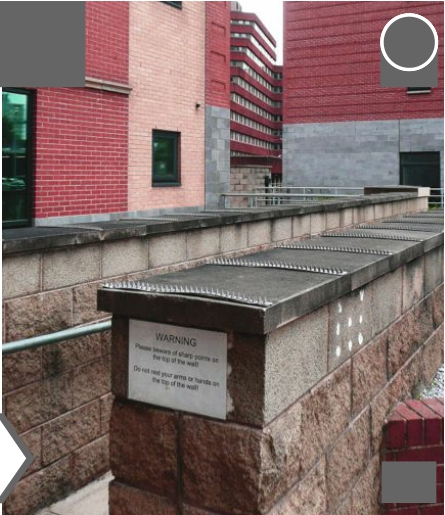 WARNING
Please beware of sharp points on
the top of the wall!
Do not rest your arms or hands on
the top of the wall!